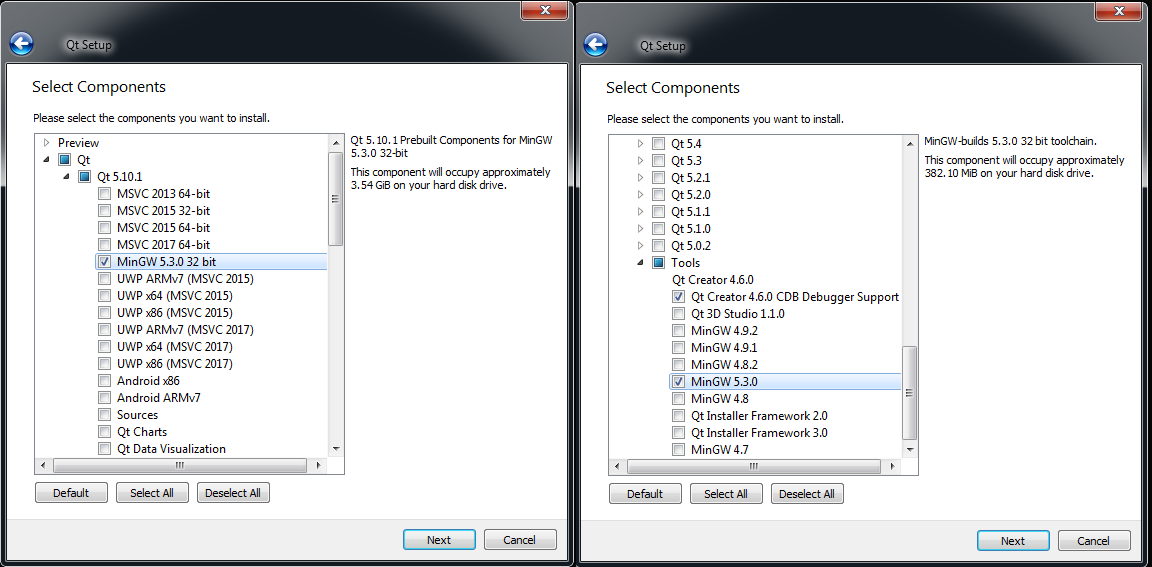 Qt Setup
Select Components
Please select the components you want to install.
Preview
Qt
Qt 5.10.1
MSVC 2013 64-bit
MSVC 2015 32-bit
MSVC 2015 64-bit
MSVC 2017 64-bit
MinGW 5.3.0 32 bit
UWP ARMv7 (MSVC 2015)
UWP x64 (MSVC 2015)
UWP x86 (MSVC 2015)
UWP ARMv7 (MSVC 2017)
UWP x64 (MSVC 2017)
UWP x86 (MSVC 2017)
Android x86
Android ARMv7
Sources
Qt Charts
Qt Data Visualization
Qt 5.10.1 Prebuilt Components for MinGW
5.3.0 32-bit
This component will occupy approximately
3.54 GiB on your hard disk drive.
Default
Select All
Deselect All
Next
Cancel
Qt Setup
Select Components
Please select the components you want to install.
Qt 5.4
Qt 5.3
Qt 5.2.1
Qt 5.2.0
Qt 5.1.1
Qt 5.1.0
Qt 5.0.2
Tools
Qt Creator 4.6.0
Qt Creator 4.6.0 CDB Debugger Support
Qt 3D Studio 1.1.0
MinGW 4.9.2
MinGW 4.9.1
MinGW 4.8.2
MinGW 5.3.0
MinGW 4.8
Qt Installer Framework 2.0
Qt Installer Framework 3.0
MinGW 4.7
MinGW-builds 5.3.0 32 bit toolchain.
This component will occupy approximately
382.10 MiB on your hard disk drive.
Default
Select All
Deselect All
Next
Cancel